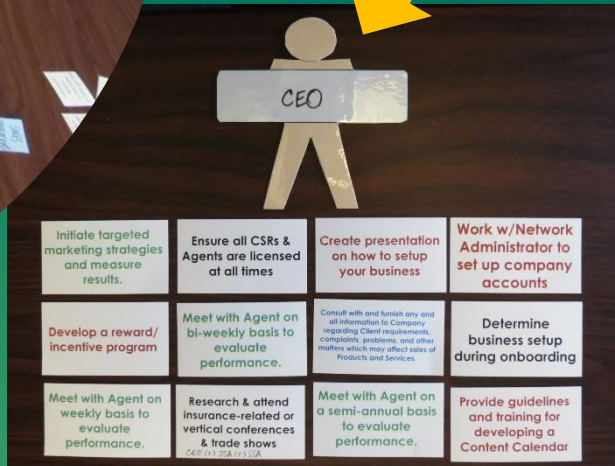 CEO
Initiate targeted
marketing strategies
and measure
results.
Ensure all CSRs &
Agents are licensed
at all times
Create presentation
on how to setup
your business
Work w/Network
Administrator to
set up company
accounts
Develop a reward/
incentive program
Meet with Agent on
bi-weekly basis to
evaluate
performance.
Consult with and furnish any and
all information to Company
regarding Client requirements,
complaints, problems, and other
matters which may affect sales of
Products and Services.
Determine
business setup
during onboarding
Meet with Agent on
weekly basis to
evaluate
performance.
Research & attend
insurance-related or
vertical conferences
& trade shows
CEO (1) JSA (+) SSA
Meet with Agent on
a semi-annual basis
to evaluate
performance.
Provide guidelines
and training for
developing a
Content Calendar